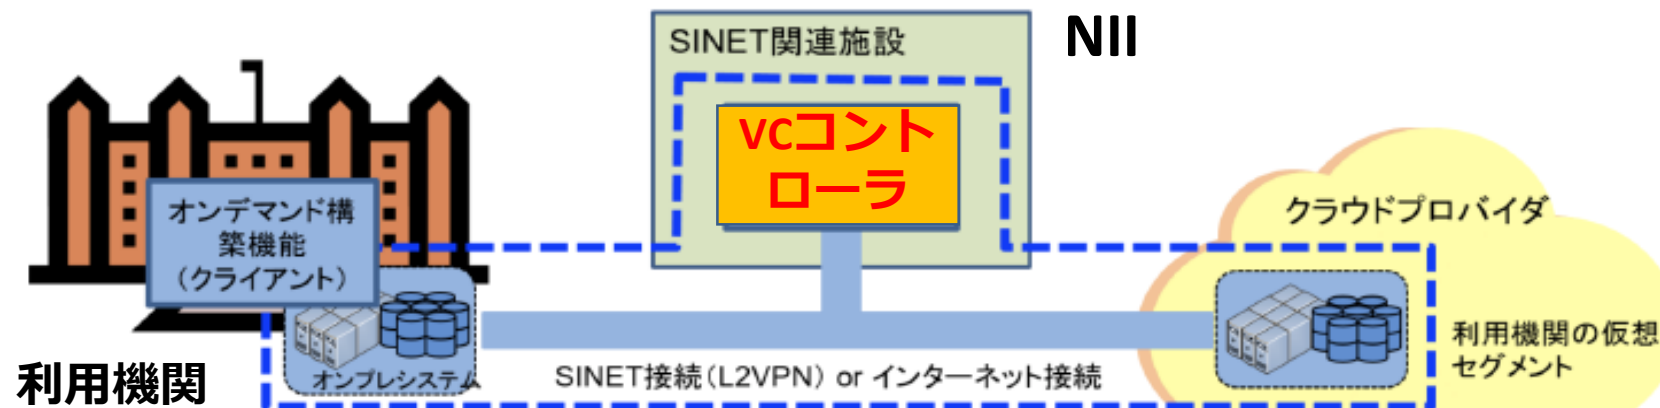 SINET関連施設
NII
VCコント
ローラ
オンデマンド構
築機能
（クライアント）
オンプレシステム
利用機関
SINET接続（L2VPN） or インターネット接続
クラウドプロバイダ
利用機関の仮想
セグメント